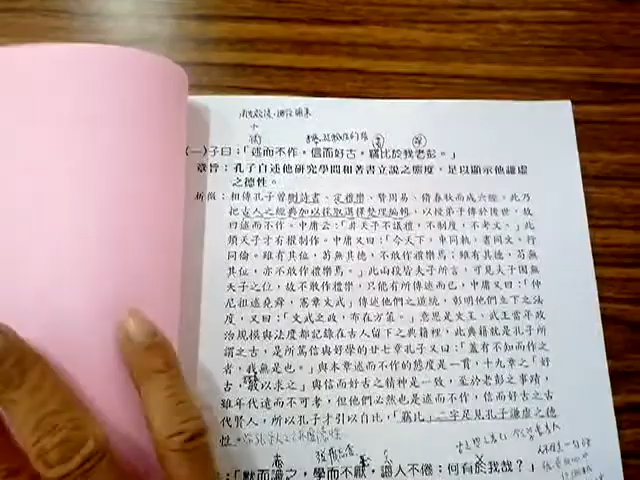 (一)子曰:「述而不作,信而好古,竊比於我老彭。」
章旨:孔子自述他研究學問和著書立說之態度,足以顯示他謙虛
之德性。
析微:相傳孔子曾刪詩書、定禮樂、贊周易、脩春秋而成六經,此乃
把古人之經典加以採取選擇整理編輯,以授弟子傳於後世,故
曰述而不作。中庸云:「非天子不議禮,不制度,不考文。」此
須天子才有權制作。中庸又曰:「今天下,車同軌,書同文,行
同倫。雖有其位,苟無其德,不敢作禮樂焉;雖有其德,苟無
其位,亦不敢作禮樂焉。」此兩段皆夫子所言,可見夫子因無
天子之位,故不敢作禮樂,只能有所傳述而已。中庸又曰:「仲
尼祖述堯舜,憲章文武」傳述他們之道統,彰明他們立下之法
度,又曰:「文武之政,布在方策。」意思是文王、武王當年政
治規模與法度都記錄在古人留下之典籍裡,此典籍就是孔子所
謂之古,是所篤信與好學的廿七章孔子又曰:「蓋有不知而作之
者,我無是也。」與本章述而不作的態度是一貫,十九章之「好
古,以求之」與信而好古之精神是一致,至於老彭之事蹟,
雖年代遠而不可考,但他們必然也是述而不作,信而好古之古
代賢人,所以孔子才引以自比,「竊比」二字足見孔子謙虛之德
性。
:「默而識之,學而不厭,誨人不倦:何有於我哉?」